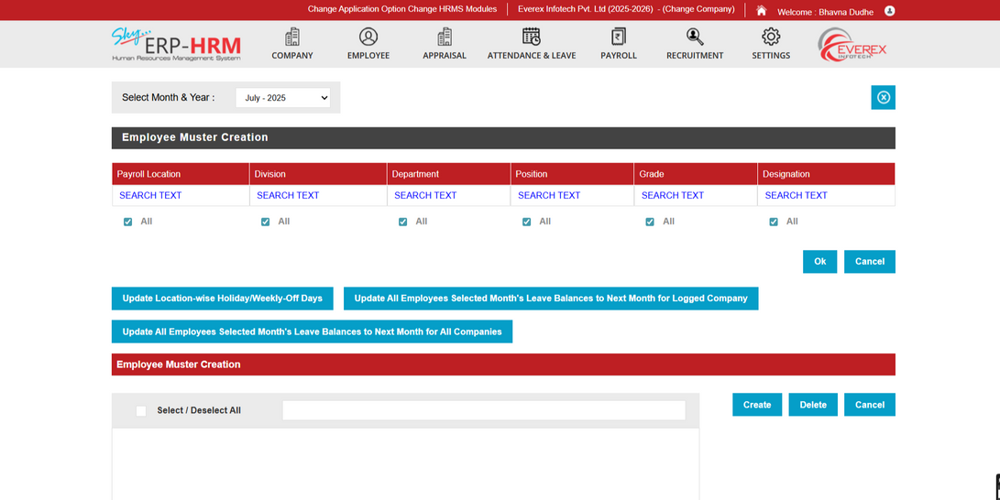 Change Application Option Change HRMS Modules
Everex Infotech Pvt. Ltd (2025-2026) - (Change Company)
Welcome : Bhavna Dudhe
Sky...
ERP-HRM
Human Resources Management System
COMPANY
EMPLOYEE
APPRAISAL
ATTENDANCE & LEAVE
PAYROLL
RECRUITMENT
SETTINGS
EVEREX
INFOTECH
Select Month & Year :
July - 2025
Employee Muster Creation
Payroll Location Division Department Position Grade Designation
SEARCH TEXT SEARCH TEXT SEARCH TEXT SEARCH TEXT SEARCH TEXT SEARCH TEXT
All All All All All All
Ok Cancel
Update Location-wise Holiday/Weekly-Off Days
Update All Employees Selected Month's Leave Balances to Next Month for Logged Company
Update All Employees Selected Month's Leave Balances to Next Month for All Companies
Employee Muster Creation
Select / Deselect All
Create Delete Cancel